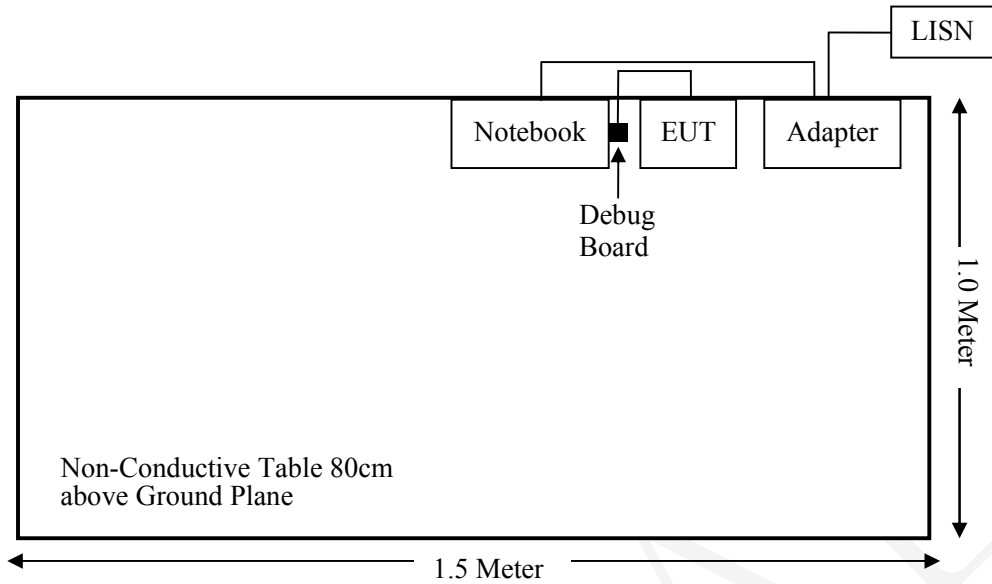 LISN
Notebook
EUT
Adapter
Debug
Board
1.0 Meter
Non-Conductive Table 80cm
above Ground Plane
1.5 Meter